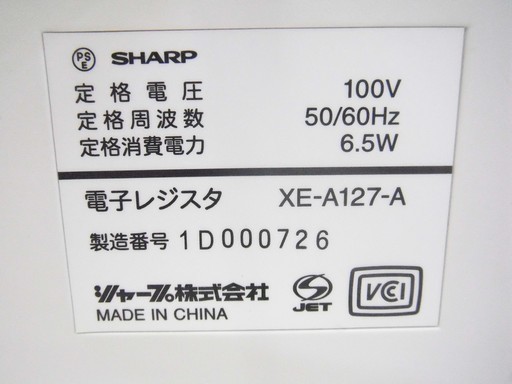 PS E SHARP
定格電圧 100V
定格周波数 50/60Hz
定格消費電力 6.5W
電子レジスタ XE-A127-A
製造番号 1D000726
シャープ株式会社 S JET VCI
MADE IN CHINA